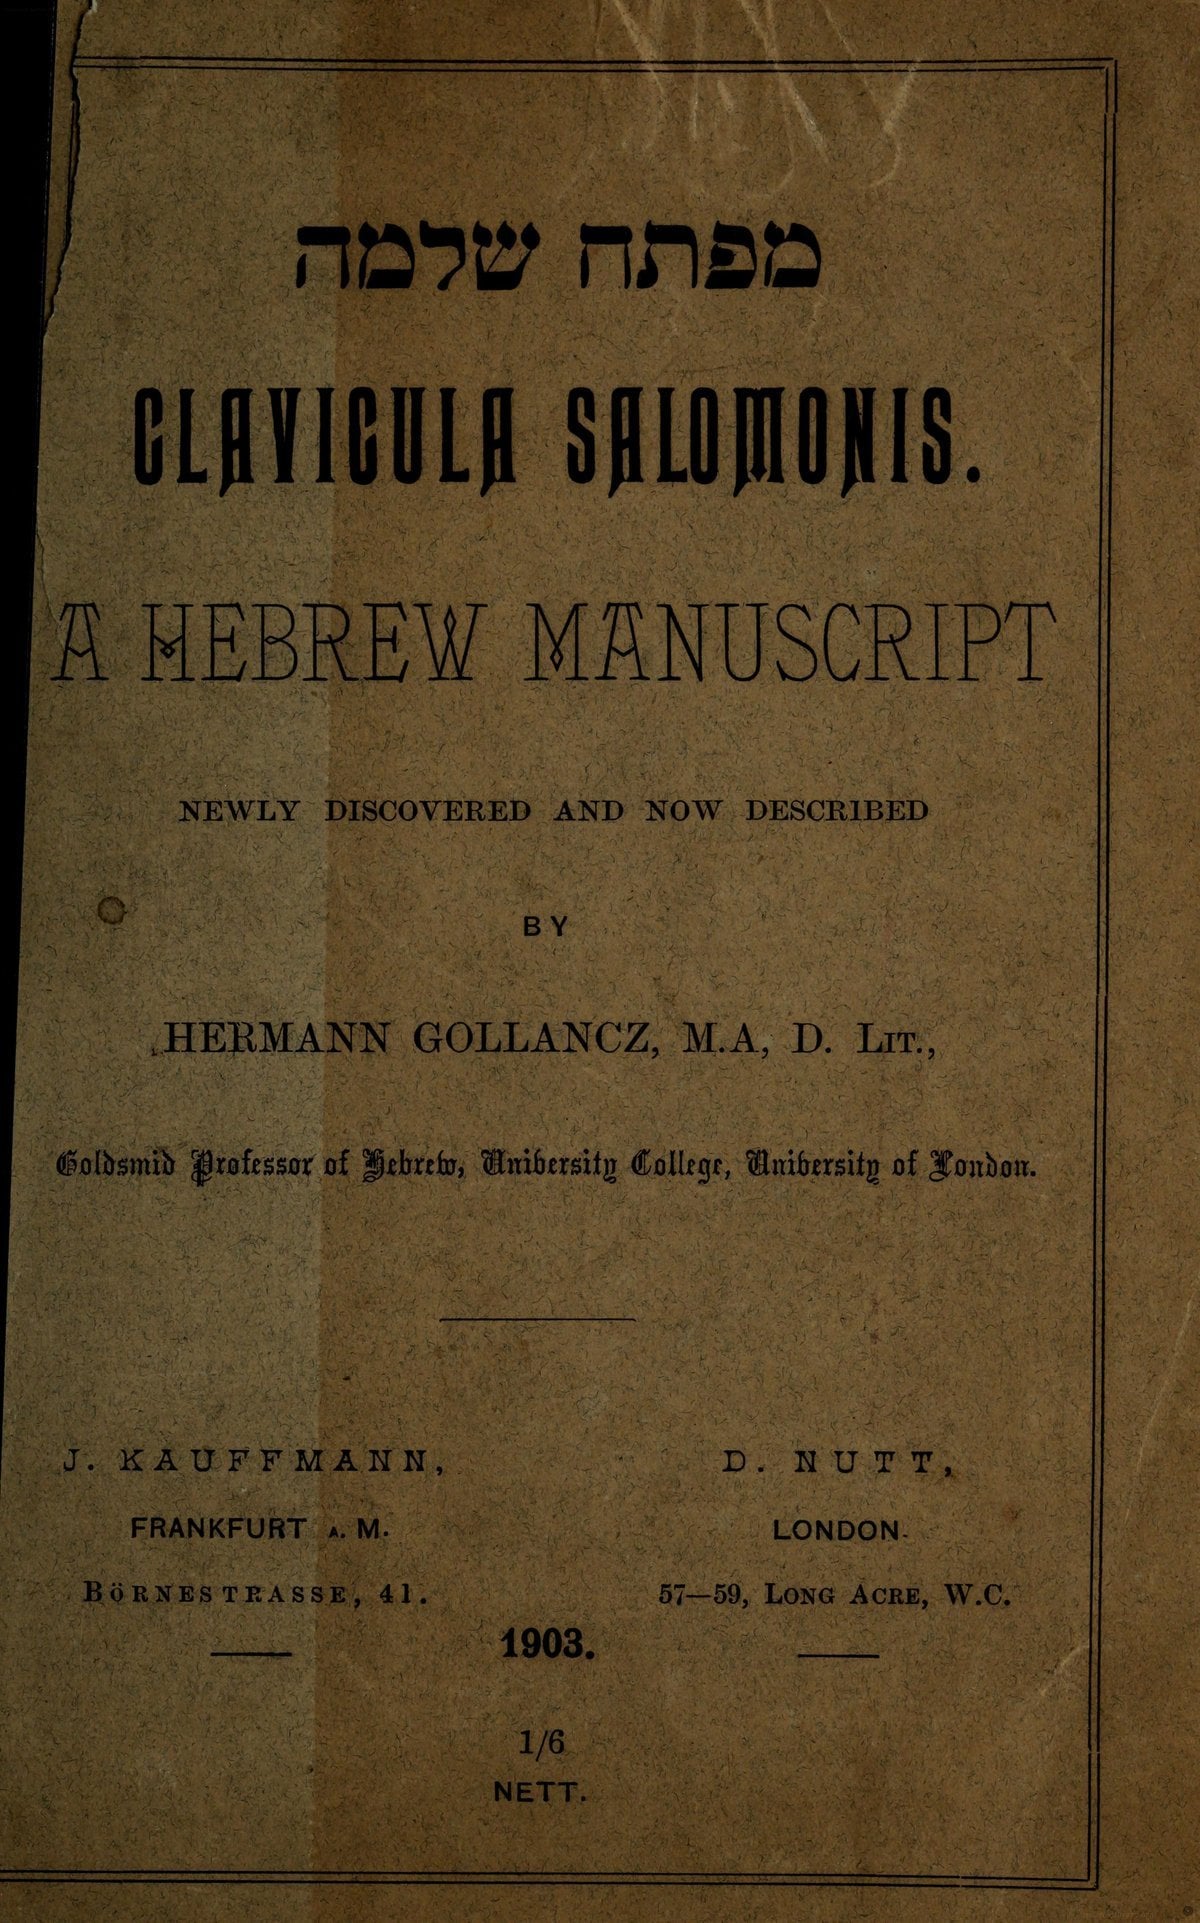 מפתח שלמה
CLAVICULA SALOMONIS.
A HEBREW MANUSCRIPT
NEWLY DISCOVERED AND NOW DESCRIBED
BY
HERMANN GOLLANCZ, M.A, D. LIT.,
Goldsmid Professor of Hebrew, University College, University of London.
J. KAUFFMANN,
FRANKFURT A. M.
BÖRNESTRASSE, 41.
D. NUTT,
LONDON.
57—59, LONG ACRE, W.C.
1903.
1/6
NETT.